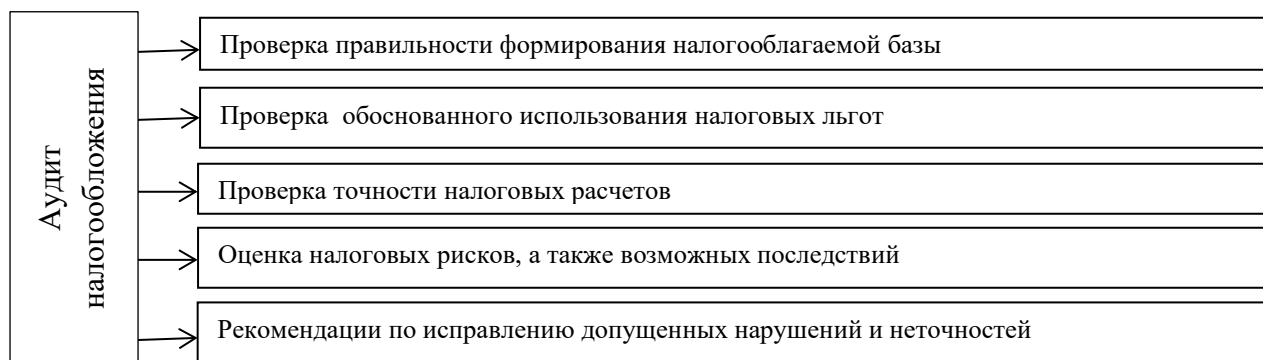 Аудит
налогообложения
Проверка правильности формирования налогооблагаемой базы
Проверка обоснованного использования налоговых льгот
Проверка точности налоговых расчетов
Оценка налоговых рисков, а также возможных последствий
Рекомендации по исправлению допущенных нарушений и неточностей